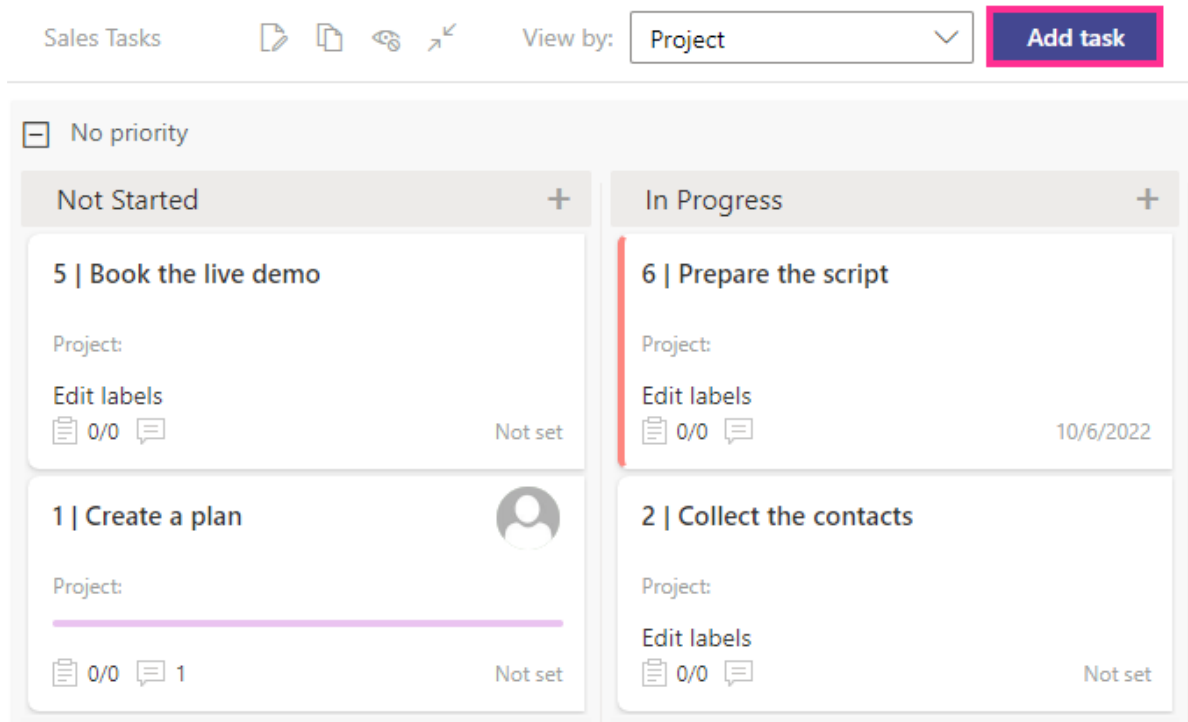 Sales Tasks View by: Project Add task
No priority
Not Started +
In Progress +
5 | Book the live demo
Project:
Edit labels
0/0 Not set
6 | Prepare the script
Project:
Edit labels
0/0 10/6/2022
1 | Create a plan
Project:
0/0 1 Not set
2 | Collect the contacts
Project:
Edit labels
0/0 Not set